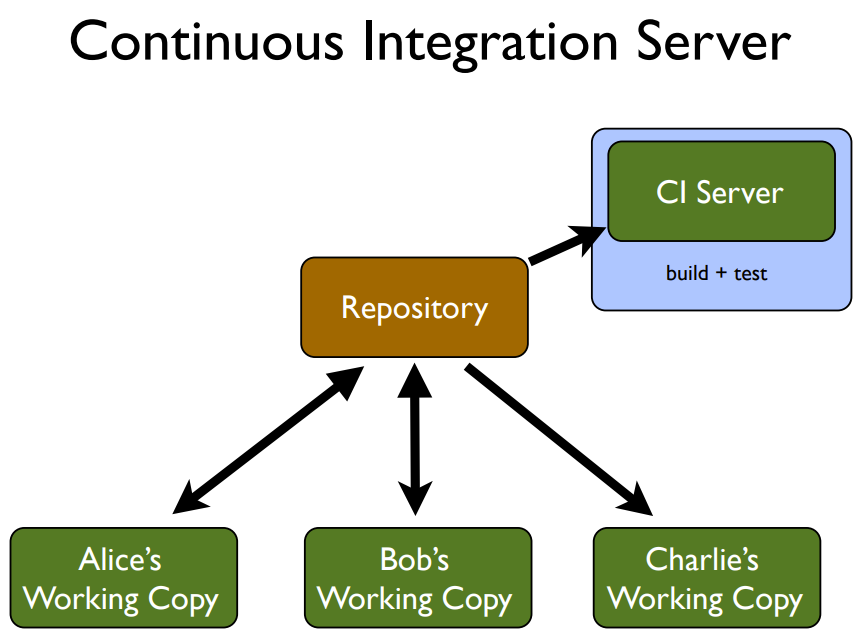 Continuous Integration Server
CI Server
build + test
Repository
Alice's
Working Copy
Bob's
Working Copy
Charlie's
Working Copy